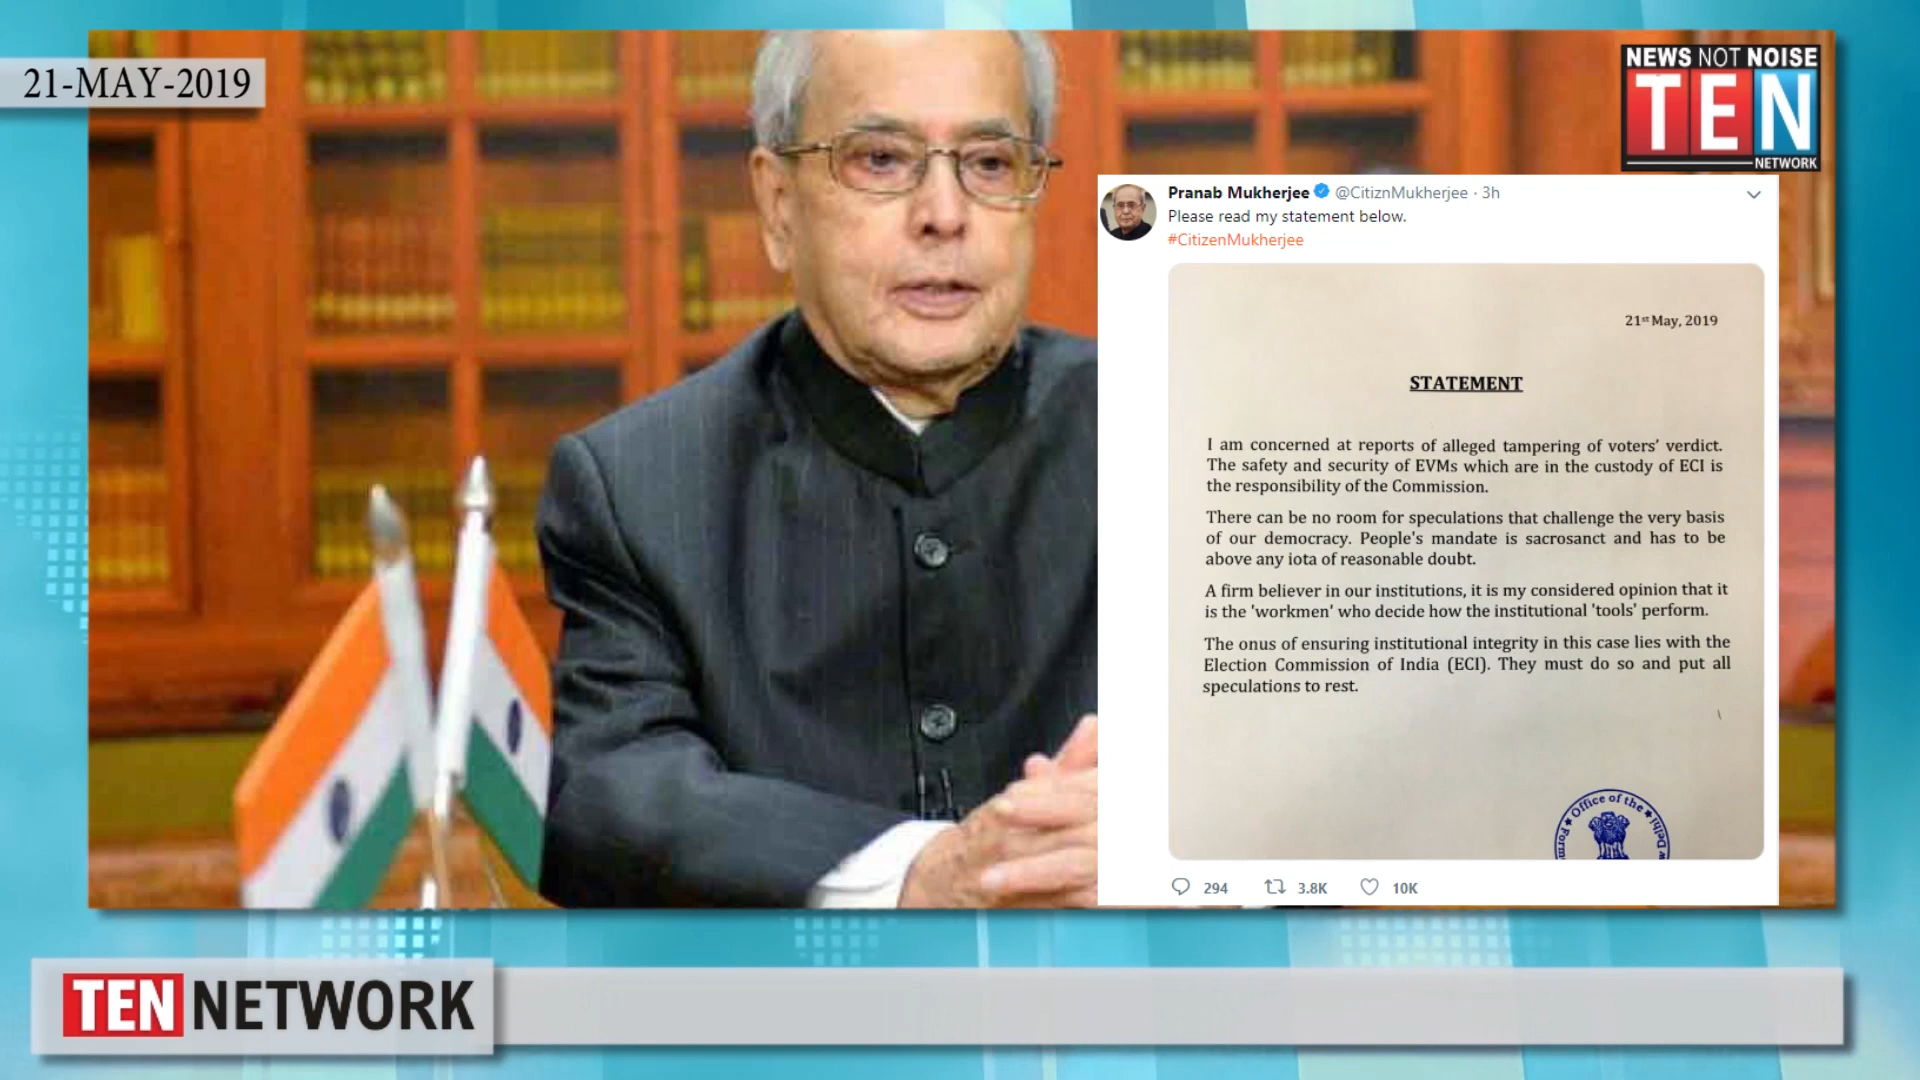 21-MAY-2019
NEWS NOT NOISE
TEN
NETWORK
Pranab Mukherjee @CitiznMukherjee · 3h
Please read my statement below.
#CitizenMukherjee
21st May, 2019
STATEMENT
I am concerned at reports of alleged tampering of voters' verdict.
The safety and security of EVMs which are in the custody of ECI is
the responsibility of the Commission.
There can be no room for speculations that challenge the very basis
of our democracy. People's mandate is sacrosanct and has to be
above any iota of reasonable doubt.
A firm believer in our institutions, it is my considered opinion that it
is the 'workmen' who decide how the institutional 'tools' perform.
The onus of ensuring institutional integrity in this case lies with the
Election Commission of India (ECI). They must do so and put all
speculations to rest.
Office of the
Delhi
294 3.8K 10K
TEN NETWORK